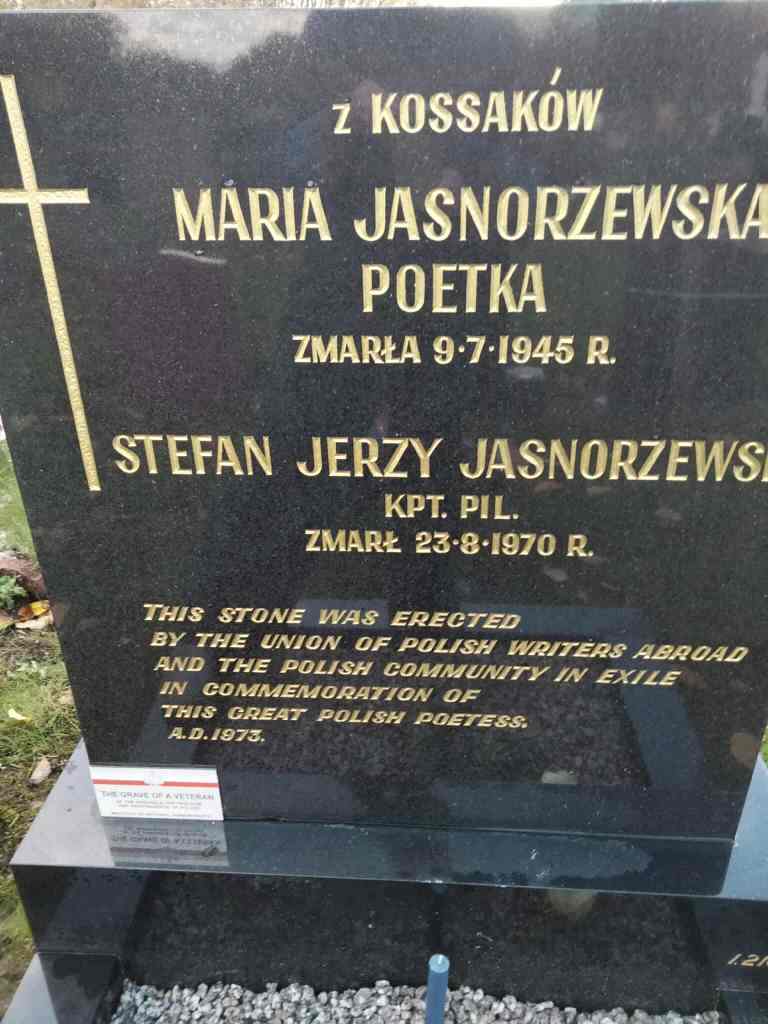 z KOSSAKÓW
MARIA JASNORZEWSKA
POETKA
ZMARŁA 9·7·1945 R.
STEFAN JERZY JASNORZEWS
KPT. PIL.
ZMARŁ 23·8·1970 R.
THIS STONE WAS ERECTED
BY THE UNION OF POLISH WRITERS ABROAD
AND THE POLISH COMMUNITY IN EXILE
IN COMMEMORATION OF
THIS GREAT POLISH POETESS.
A.D. 1973.
THE GRAVE OF A VETERAN